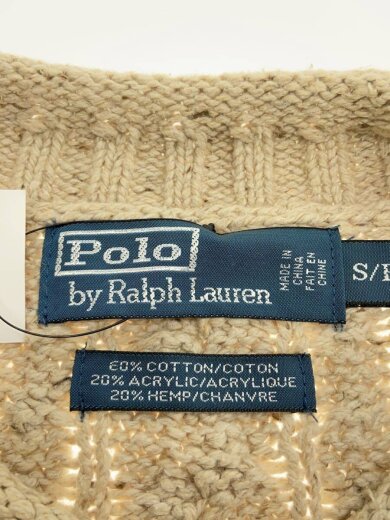 Polo
by Ralph Lauren
MADE IN
CHINA
FAIT EN
CHINE
S/
60% COTTON/COTON
20% ACRYLIC/ACRYLIQUE
20% HEMP/CHANVRE